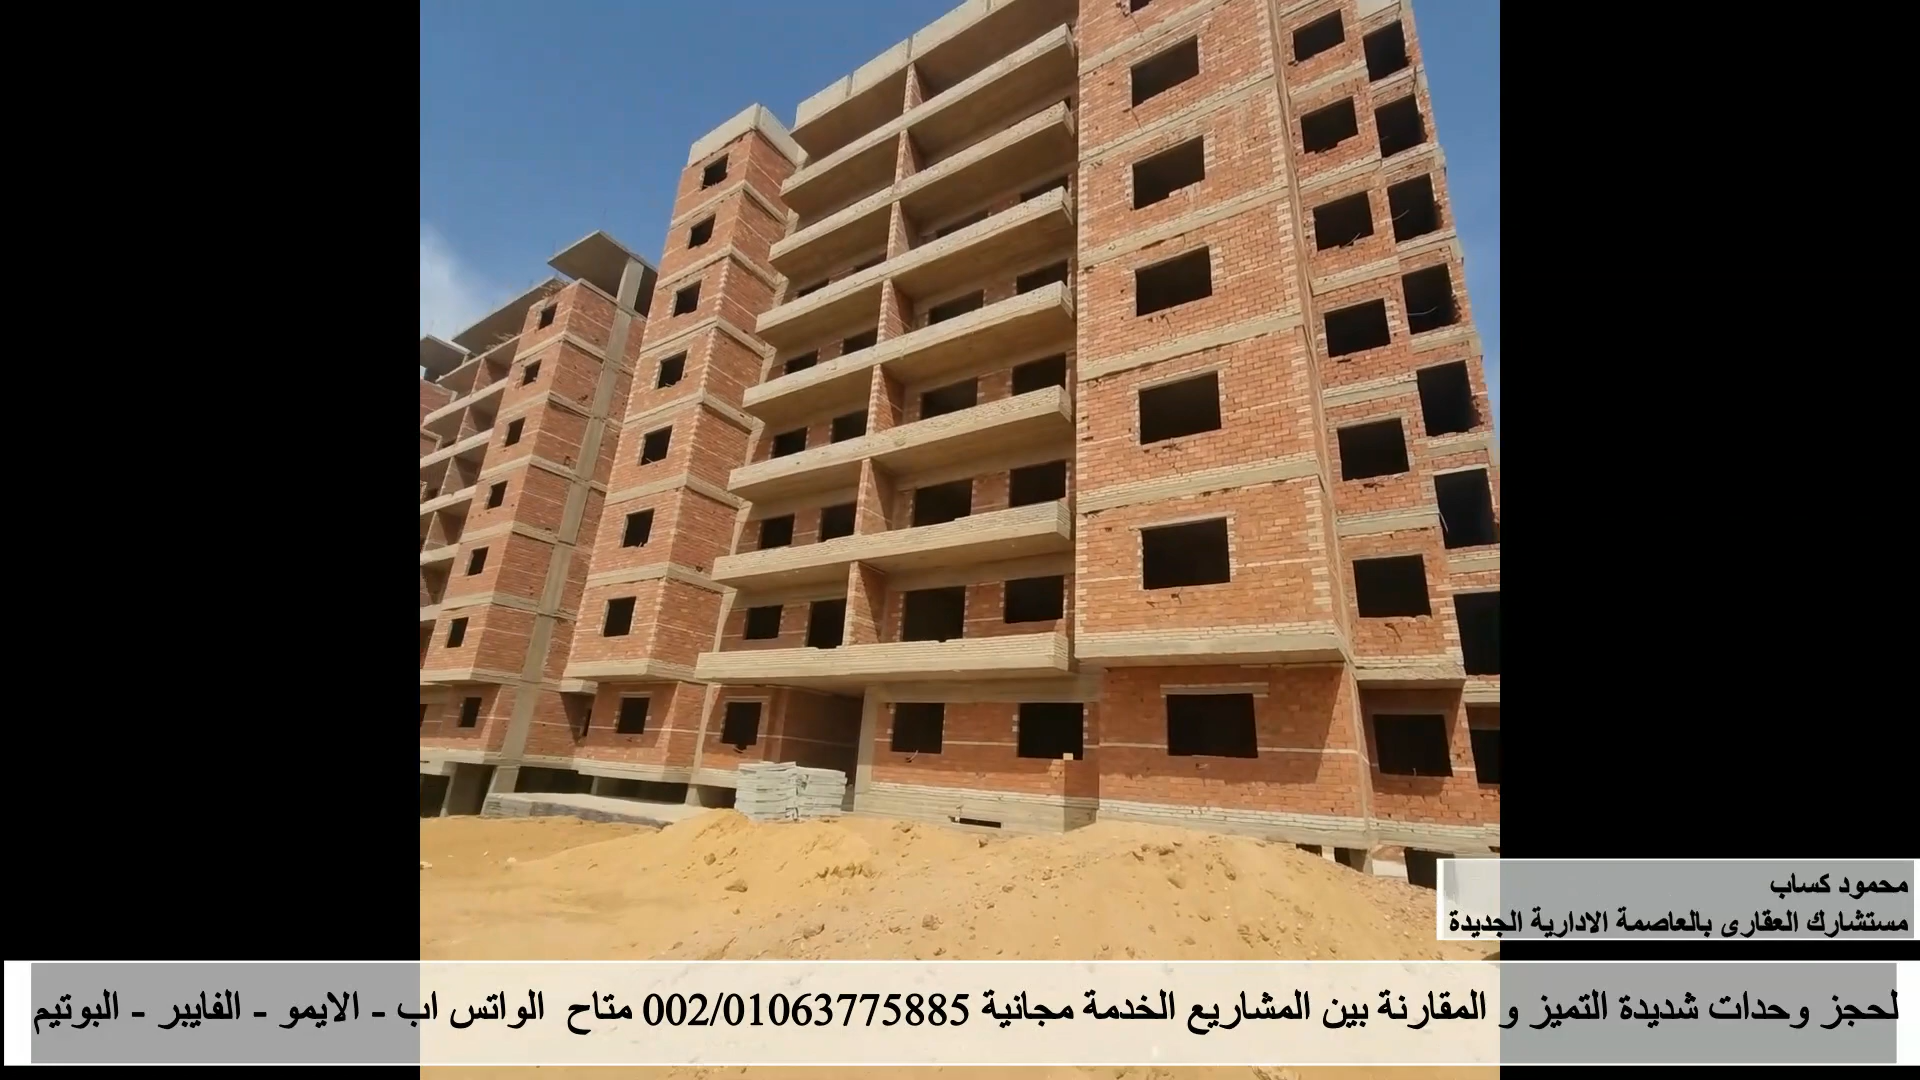 محمود كساب
مستشارك العقارى بالعاصمة الادارية الجديدة
لحجز وحدات شديدة التميز و المقارنة بين المشاريع الخدمة مجانية 002/01063775885 متاح الواتس اب - الايمو - الفايبر - البوتيم